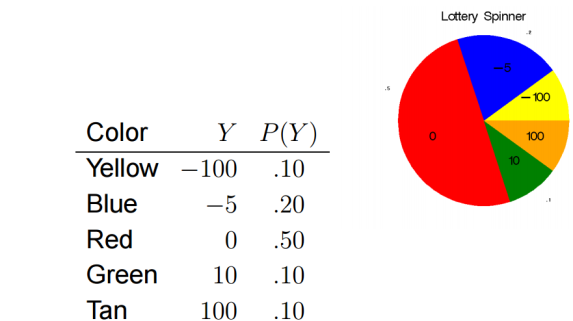 Lottery Spinner
.2
−5
.5
−100
0
100
10
.1
Color Y P(Y)
Yellow −100 .10
Blue −5 .20
Red 0 .50
Green 10 .10
Tan 100 .10